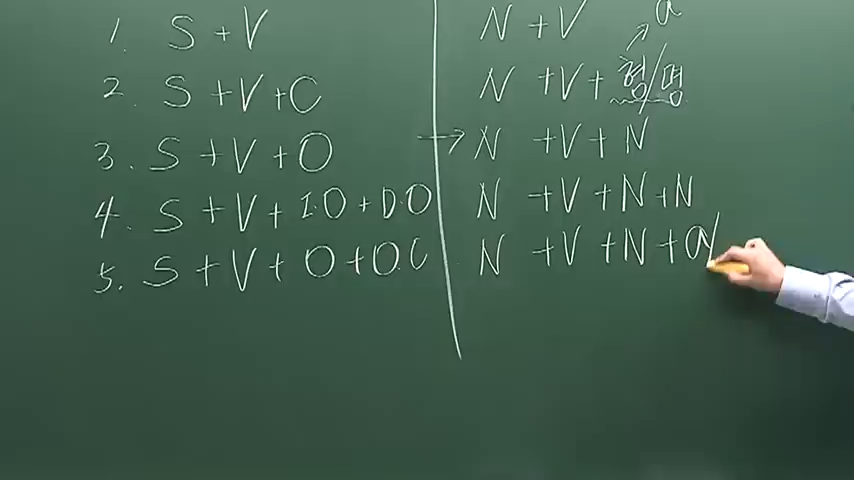 1. S + V
2. S + V + C
3. S + V + O
4. S + V + I.O + D.O
5. S + V + O + O.C
a
N + V
N + V + 형/명
→ N + V + N
N + V + N + N
N + V + N + a/